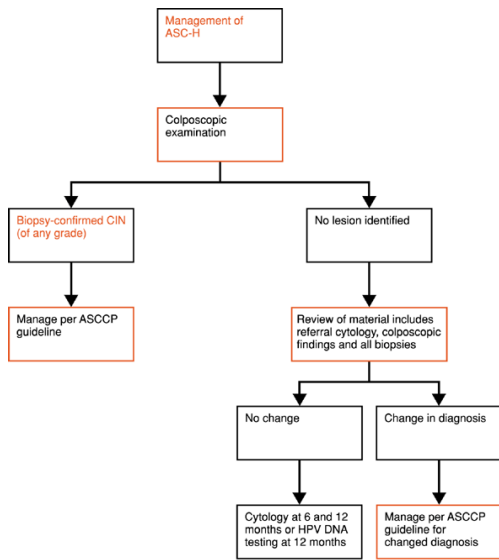 Management of
ASC-H
Colposcopic
examination
Biopsy-confirmed CIN
(of any grade)
No lesion identified
Manage per ASCCP
guideline
Review of material includes
referral cytology, colposcopic
findings and all biopsies
No change
Change in diagnosis
Cytology at 6 and 12
months or HPV DNA
testing at 12 months
Manage per ASCCP
guideline for
changed diagnosis